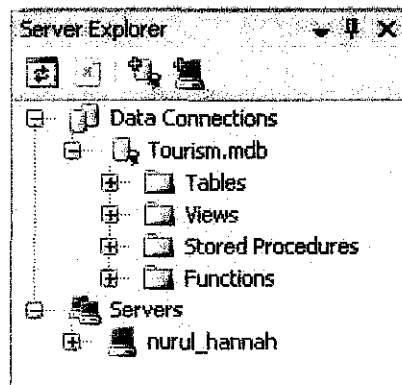 Server Explorer
Data Connections
Tourism.mdb
Tables
Views
Stored Procedures
Functions
Servers
nurul_hannah